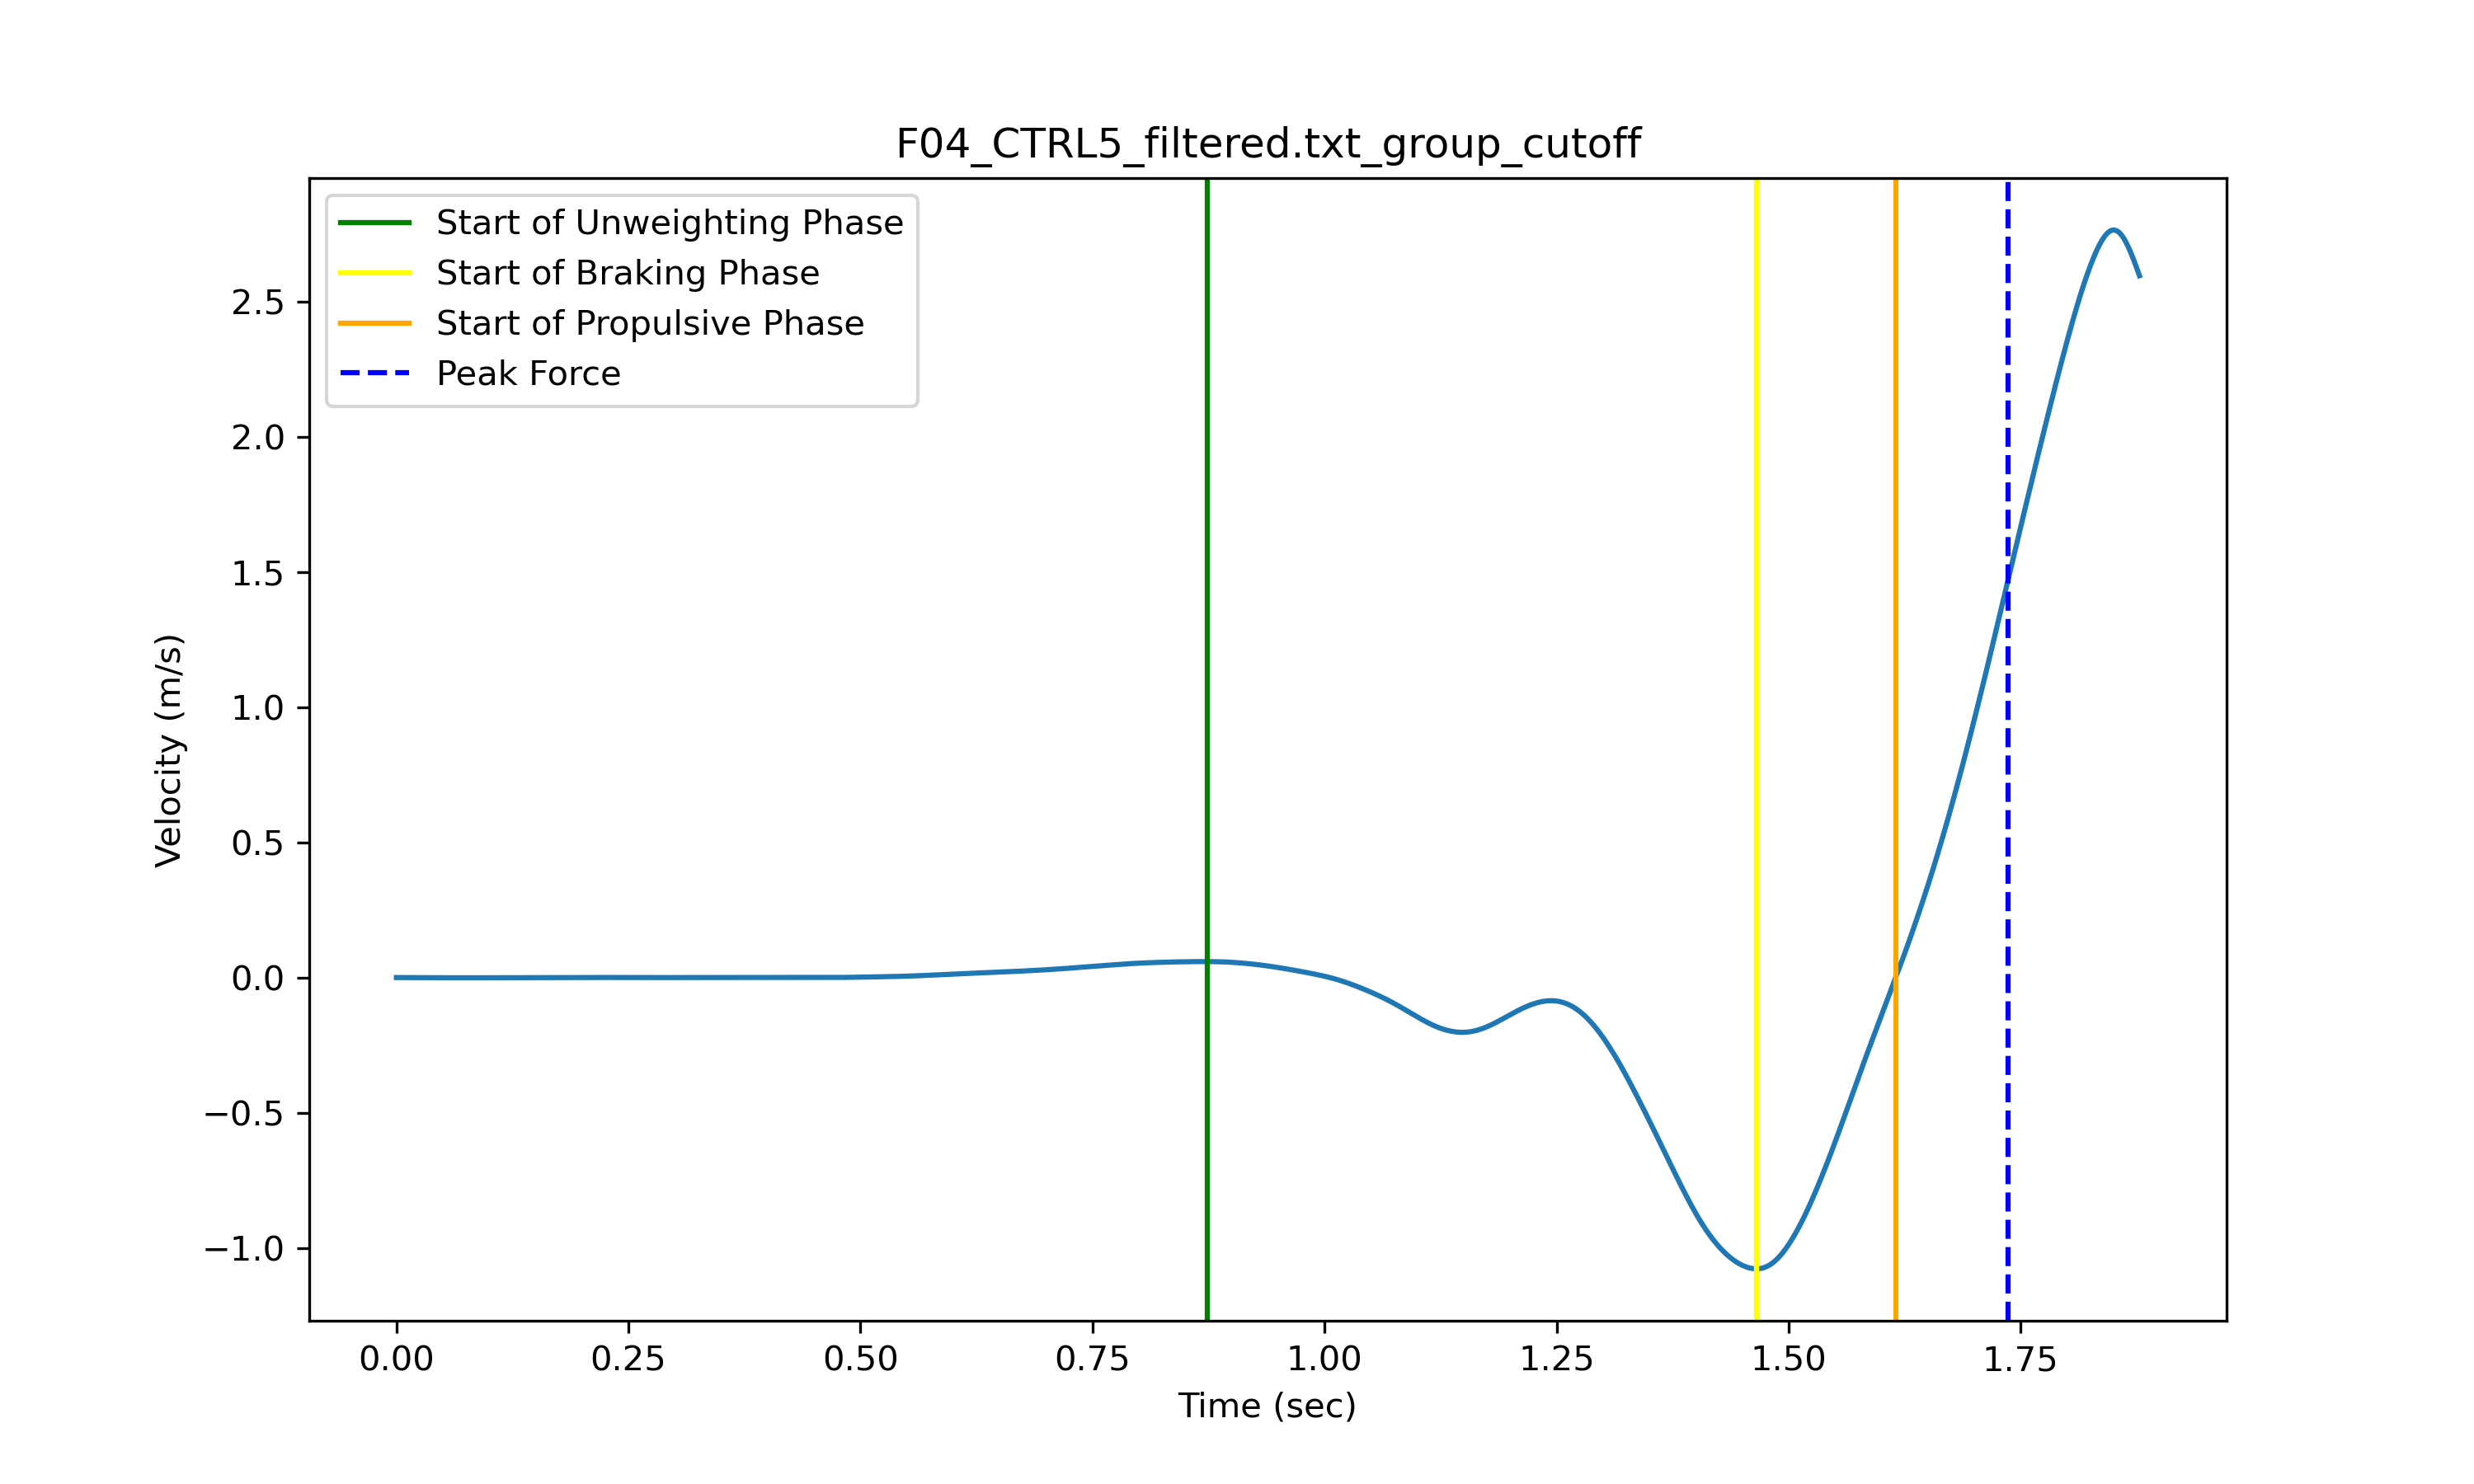 F04_CTRL5_filtered.txt_group_cutoff
Start of Unweighting Phase
Start of Braking Phase
Start of Propulsive Phase
Peak Force
2.5
2.0
1.5
1.0
0.5
0.0
−0.5
−1.0
Velocity (m/s)
0.00 0.25 0.50 0.75 1.00 1.25 1.50 1.75
Time (sec)